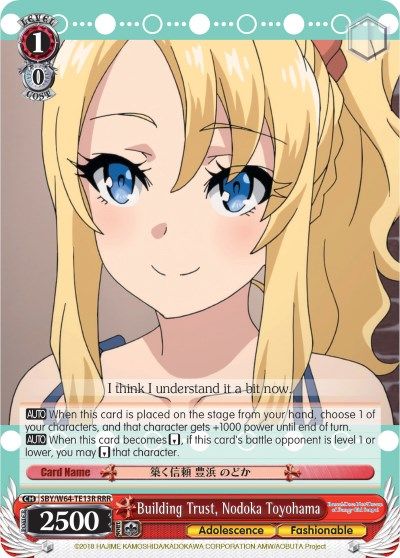 LEVEL
1
0
COST
I think I understand it a bit now.
AUTO When this card is placed on the stage from your hand, choose 1 of
your characters, and that character gets +1000 power until end of turn.
AUTO When this card becomes, if this card's battle opponent is level 1 or
lower, you may that character.
Card Name 築く信頼 豊浜 のどか
CH SBY/W64-TE13R RRR
Building Trust, Nodoka Toyohama
POWER 2500
Adolescence Fashionable
©2018 HAJIME KAMOSHIDA/KADOKAWA CORPORATION AMW/AOBUTA Project